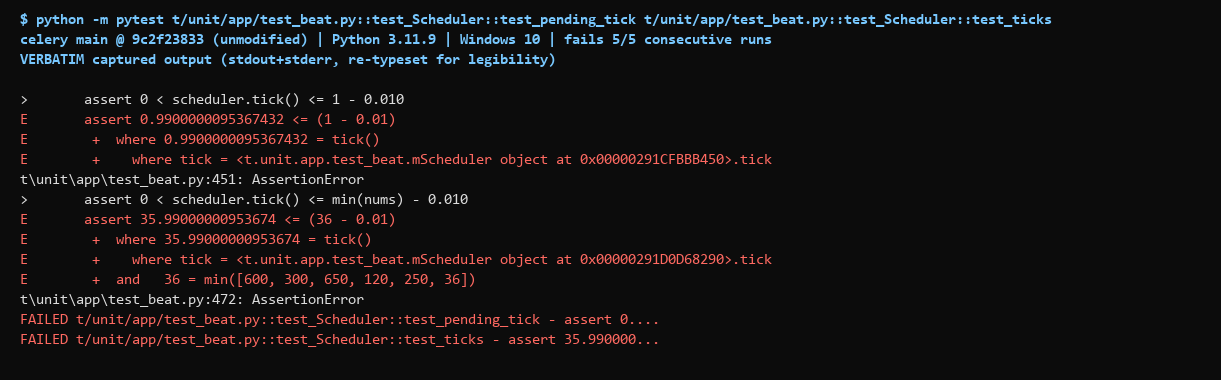 $ python -m pytest t/unit/app/test_beat.py::test_Scheduler::test_pending_tick t/unit/app/test_beat.py::test_Scheduler::test_ticks
celery main @ 9c2f23833 (unmodified) | Python 3.11.9 | Windows 10 | fails 5/5 consecutive runs
VERBATIM captured output (stdout+stderr, re-typeset for legibility)
>       assert 0 < scheduler.tick() <= 1 - 0.010
E       assert 0.9900000095367432 <= (1 - 0.01)
E        +  where 0.9900000095367432 = tick()
E        +    where tick = <t.unit.app.test_beat.mScheduler object at 0x00000291CFBBB450>.tick
t\unit\app\test_beat.py:451: AssertionError
>       assert 0 < scheduler.tick() <= min(nums) - 0.010
E       assert 35.99000000953674 <= (36 - 0.01)
E        +  where 35.99000000953674 = tick()
E        +    where tick = <t.unit.app.test_beat.mScheduler object at 0x00000291D0D68290>.tick
E        +  and   36 = min([600, 300, 650, 120, 250, 36])
t\unit\app\test_beat.py:472: AssertionError
FAILED t/unit/app/test_beat.py::test_Scheduler::test_pending_tick - assert 0....
FAILED t/unit/app/test_beat.py::test_Scheduler::test_ticks - assert 35.990000...